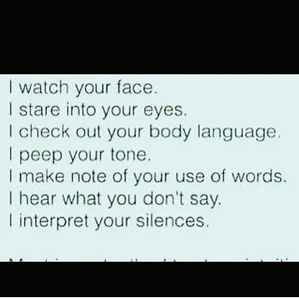 I watch your face.
I stare into your eyes.
I check out your body language.
I peep your tone.
I make note of your use of words.
I hear what you don't say.
I interpret your silences.